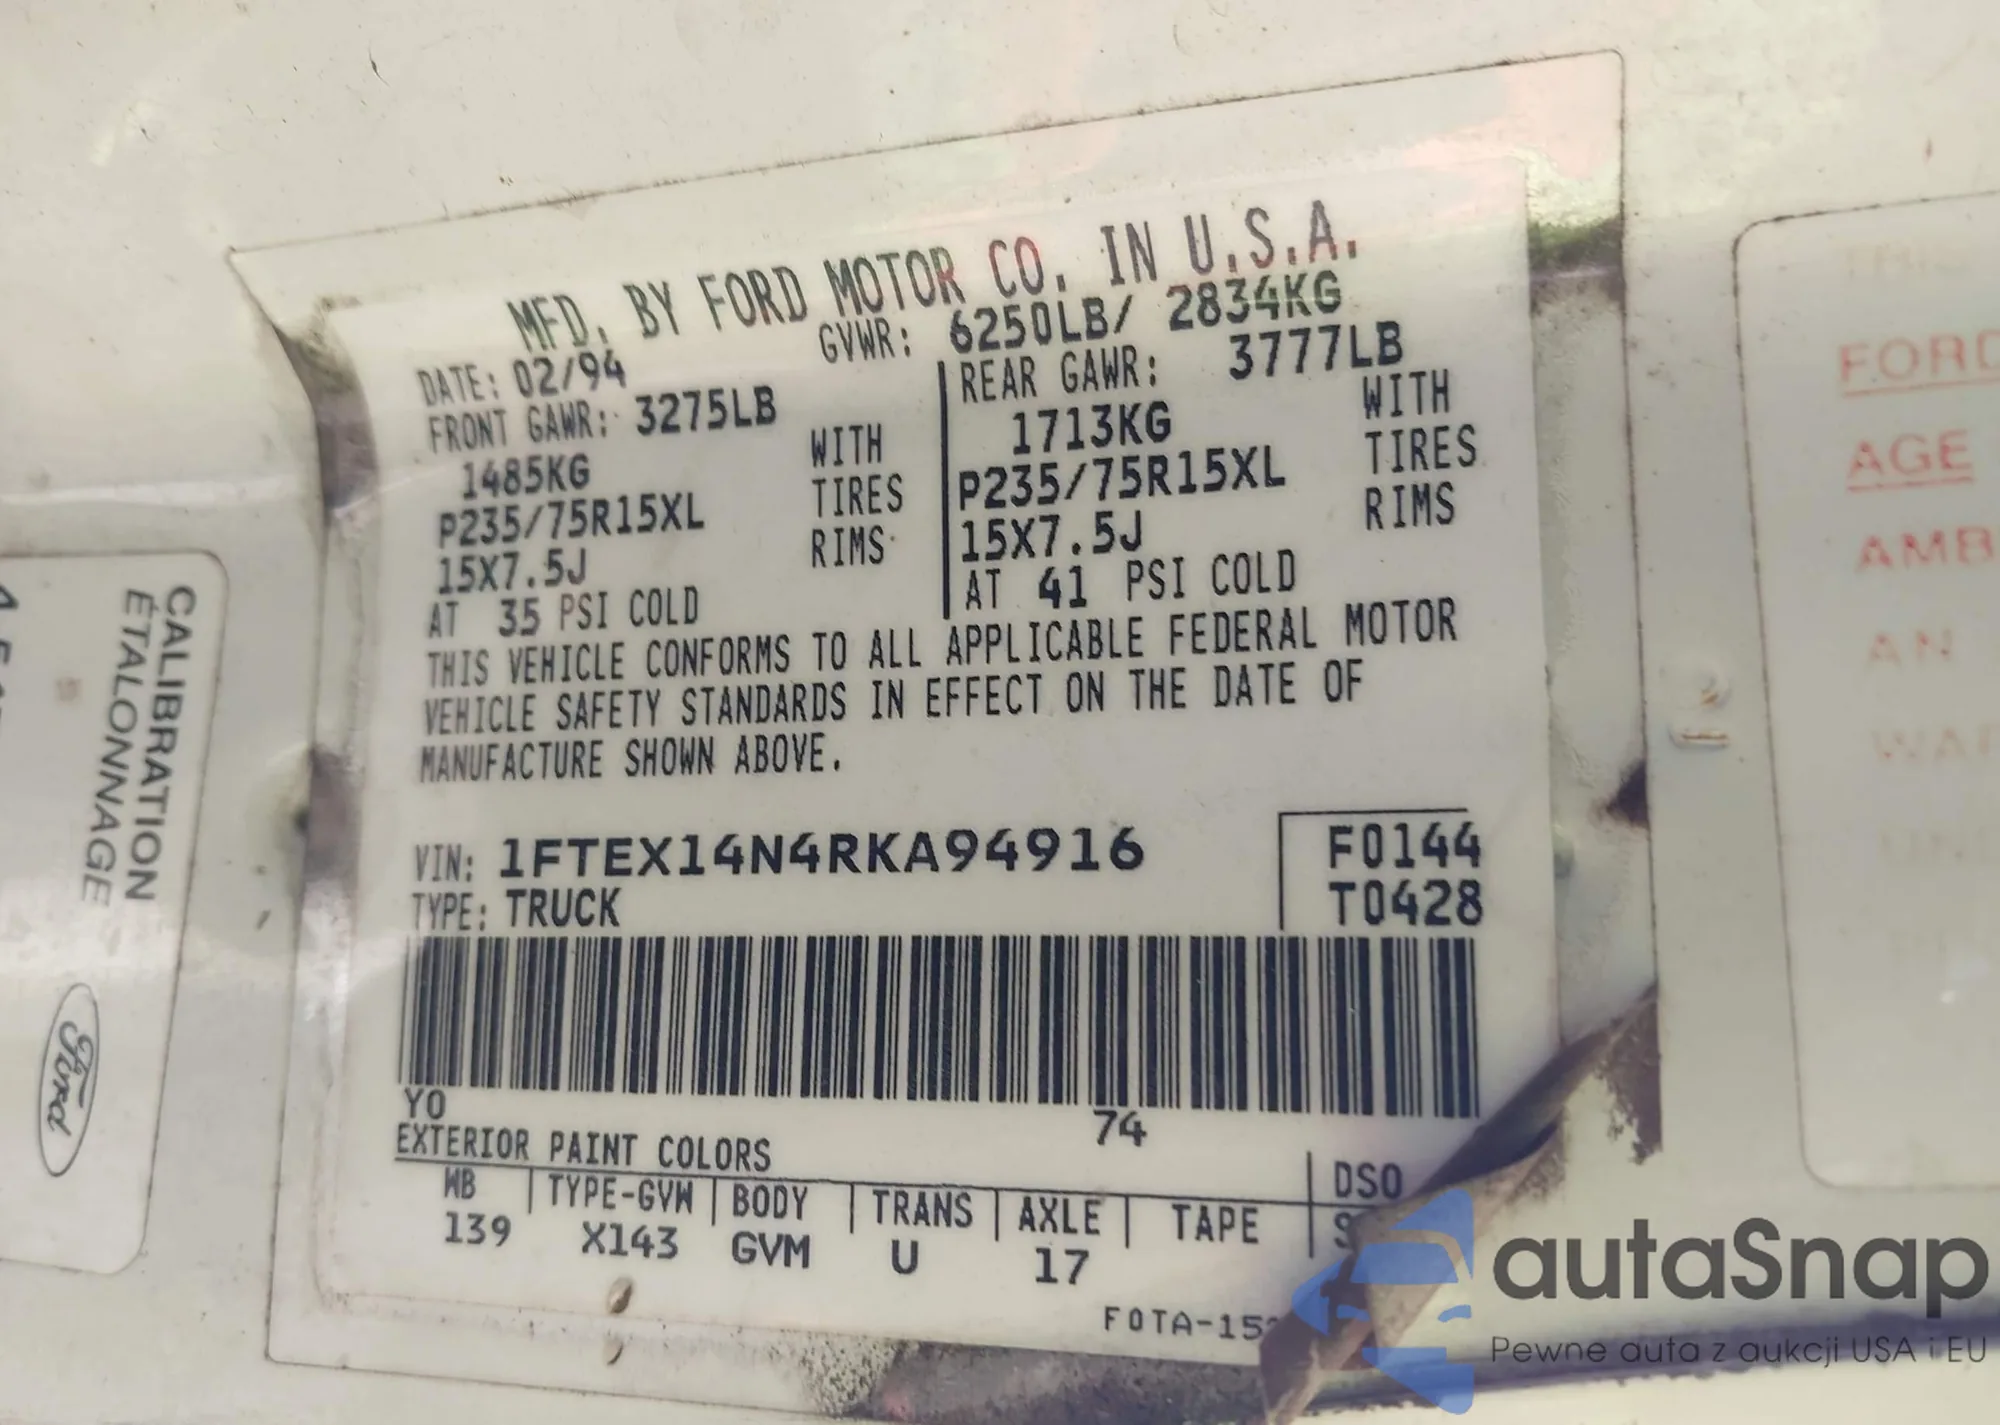 MFD. BY FORD MOTOR CO. IN U.S.A.
DATE: 02/94 GVWR: 6250LB/ 2834KG
FRONT GAWR: 3275LB REAR GAWR: 3777LB
1485KG WITH 1713KG WITH
P235/75R15XL TIRES P235/75R15XL TIRES
15X7.5J RIMS 15X7.5J RIMS
AT 35 PSI COLD AT 41 PSI COLD
THIS VEHICLE CONFORMS TO ALL APPLICABLE FEDERAL MOTOR
VEHICLE SAFETY STANDARDS IN EFFECT ON THE DATE OF
MANUFACTURE SHOWN ABOVE.
VIN: 1FTEX14N4RKA94916 F0144
TYPE: TRUCK T0428
YO 74
EXTERIOR PAINT COLORS DSO
WB TYPE-GVW BODY TRANS AXLE TAPE
139 X143 GVM U 17
F0TA-15
CALIBRATION
ÉTALONNAGE
Ford
FORD
AGE
AMB
AN
autaSnap
Pewne auta z aukcji USA i EU